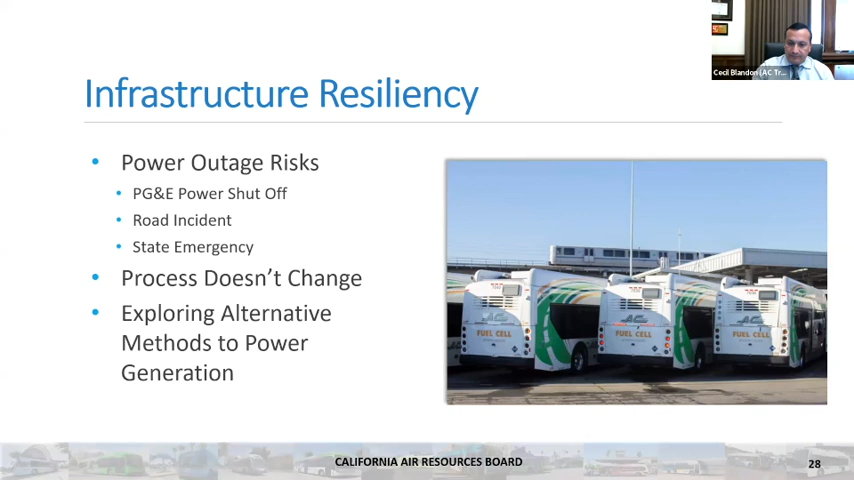 Cecil Blandon (AC Tr...
Infrastructure Resiliency
• Power Outage Risks
• PG&E Power Shut Off
• Road Incident
• State Emergency
• Process Doesn’t Change
• Exploring Alternative
Methods to Power
Generation
FUEL CELL
FUEL CELL
FUEL CELL
CALIFORNIA AIR RESOURCES BOARD
28